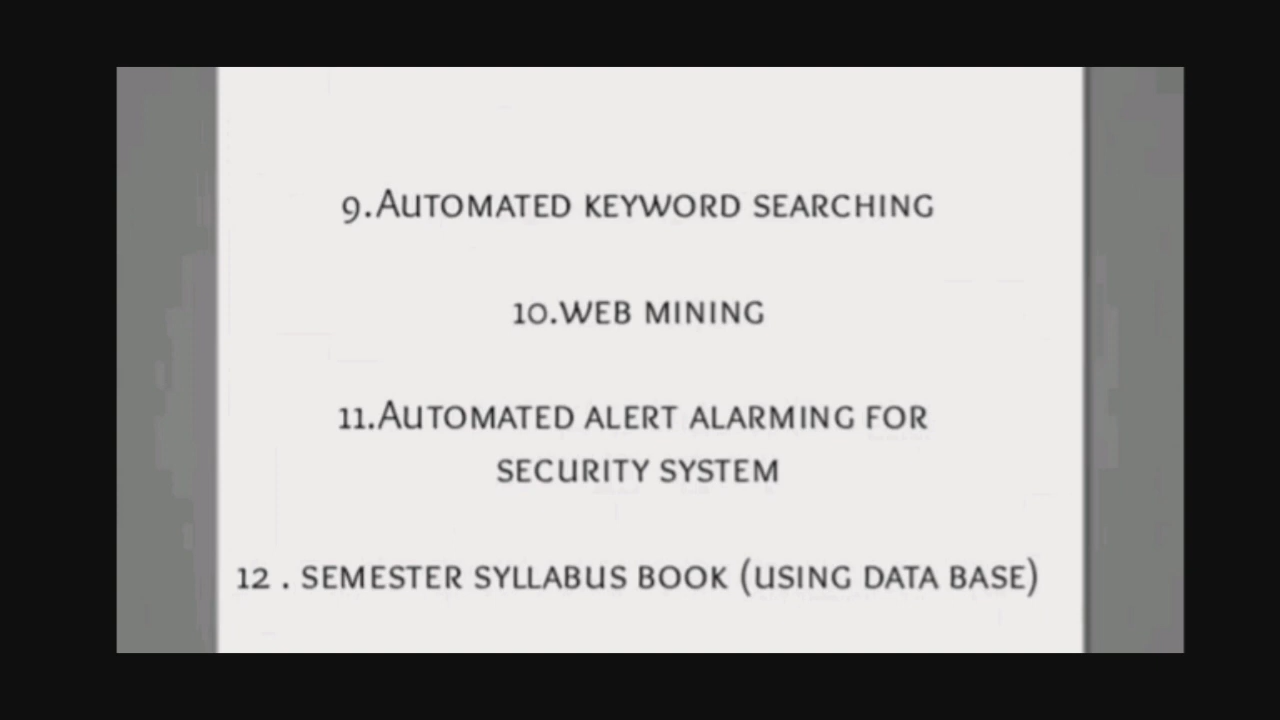 9.Automated keyword searching
10.web mining
11.Automated alert alarming for
security system
12 . semester syllabus book (using data base)